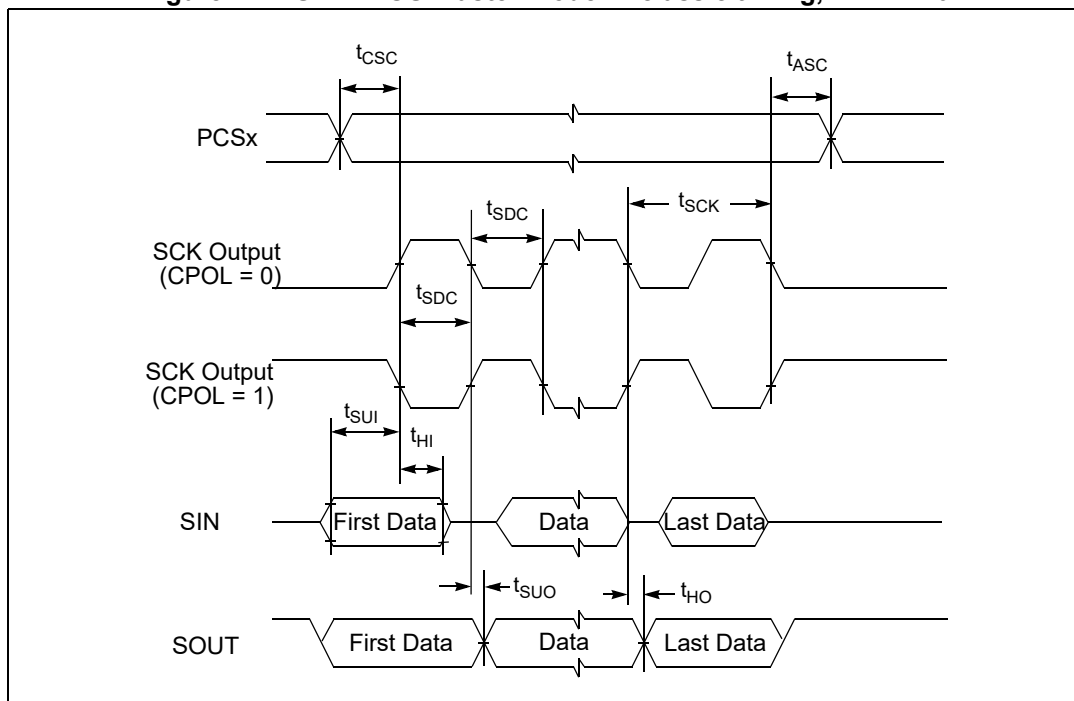 tCSC
tASC
PCSx
tSCK
tSDC
SCK Output
(CPOL = 0)
tSDC
SCK Output
(CPOL = 1)
tSUI
tHI
SIN
First Data
Data
Last Data
tSUO
tHO
SOUT
First Data
Data
Last Data